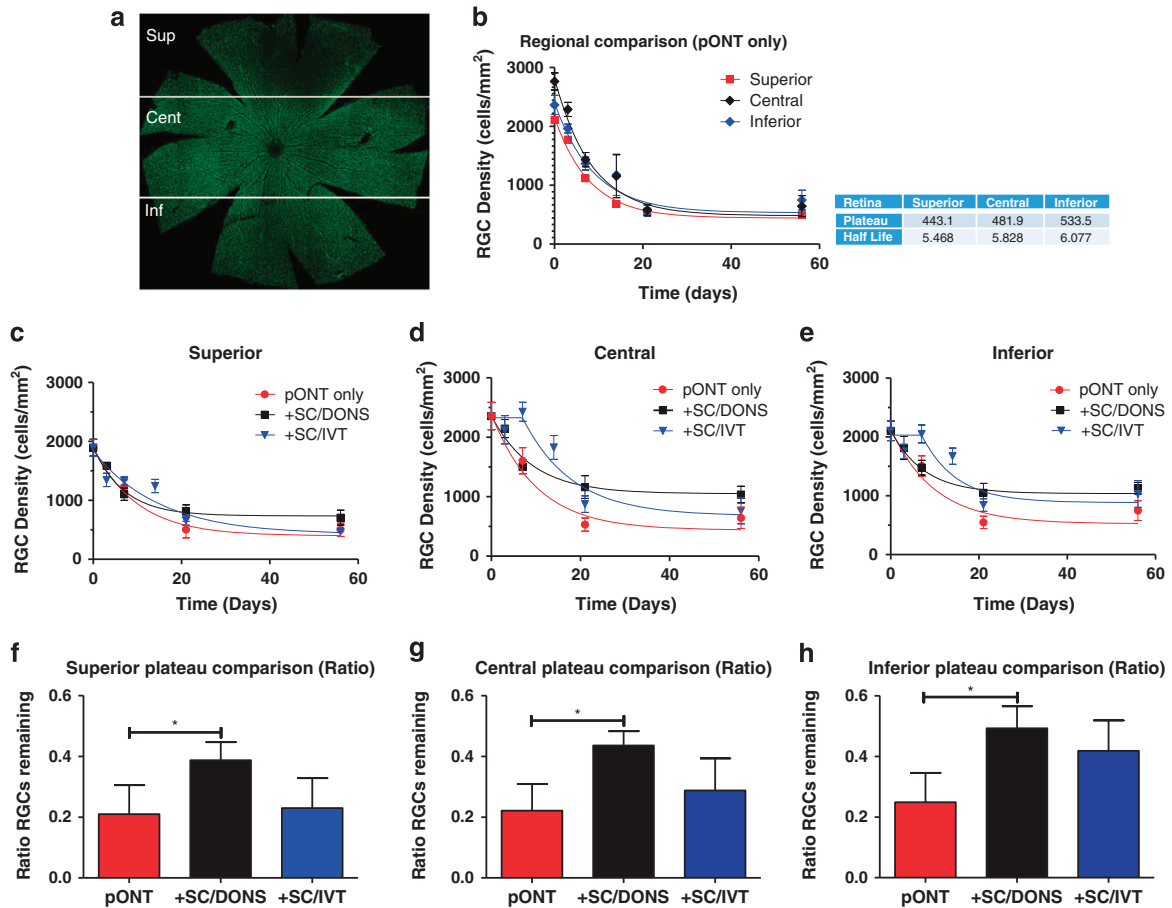 a
Sup
Cent
Inf
b
Regional comparison (pONT only)
RGC Density (cells/mm²)
3000
2000
1000
0
0 20 40 60
Time (days)
Superior
Central
Inferior
Retina Superior Central Inferior
Plateau 443.1 481.9 533.5
Half Life 5.468 5.828 6.077
c
Superior
RGC Density (cells/mm²)
3000
2000
1000
0
0 20 40 60
Time (Days)
pONT only
+SC/DONS
+SC/IVT
d
Central
RGC Density (cells/mm²)
3000
2000
1000
0
0 20 40 60
Time (Days)
pONT only
+SC/DONS
+SC/IVT
e
Inferior
RGC Density (cells/mm²)
3000
2000
1000
0
0 20 40 60
Time (Days)
pONT only
+SC/DONS
+SC/IVT
f
Superior plateau comparison (Ratio)
Ratio RGCs remaining
0.6
0.4
0.2
0.0
*
pONT +SC/DONS +SC/IVT
g
Central plateau comparison (Ratio)
Ratio RGCs remaining
0.6
0.4
0.2
0.0
*
pONT +SC/DONS +SC/IVT
h
Inferior plateau comparison (Ratio)
Ratio RGCs remaining
0.6
0.4
0.2
0.0
*
pONT +SC/DONS +SC/IVT